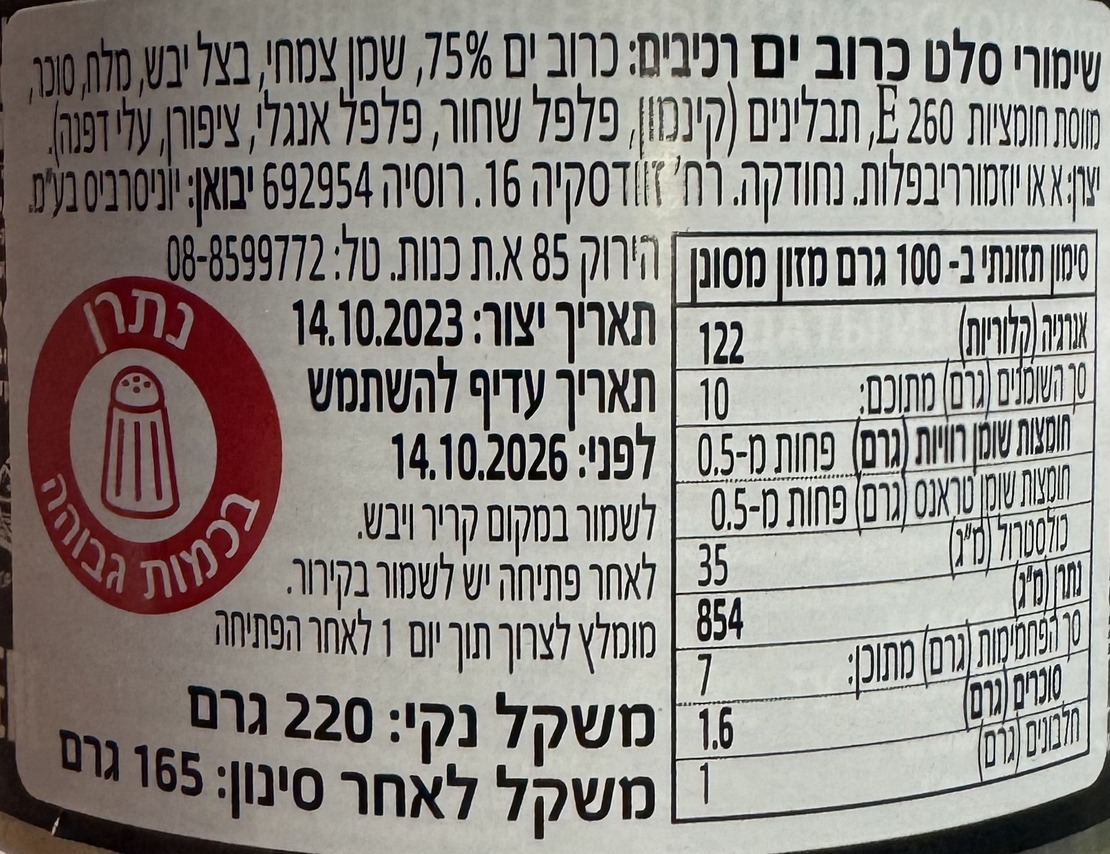 שימורי סלט כרוב ים רכיבים: כרוב ים 75%, שמן צמחי, בצל יבש, מלח, סוכר,
מווסת חומציות E 260, תבלינים (קינמון, פלפל שחור, פלפל אנגלי, ציפורן, עלי דפנה).
יצרן: א או יוזמורריבפלות. נחודקה. רח' 16. רוסיה 692954 יבואן: יוניסרביס בע"מ.
הירוק 85 א.ת כנות. טל: 08-8599772
תאריך יצור: 14.10.2023
תאריך עדיף להשתמש
לפני: 14.10.2026
לשמור במקום קריר ויבש.
לאחר פתיחה יש לשמור בקירור.
מומלץ לצרוך תוך יום 1 לאחר הפתיחה
משקל נקי: 220 גרם
משקל לאחר סינון: 165 גרם
סימון תזונתי ב- 100 גרם מזון מסונן
אנרגיה (קלוריות) 122
סך השומנים (גרם) מתוכם: 10
חומצות שומן רוויות (גרם) פחות מ-0.5
חומצות שומן טראנס (גרם) פחות מ-0.5
כולסטרול (מ"ג) 35
נתרן (מ"ג) 854
סך הפחמימות (גרם) מתוכן: 7
סוכרים (גרם) 1.6
חלבונים (גרם) 1
נתרן
בכמות גבוהה